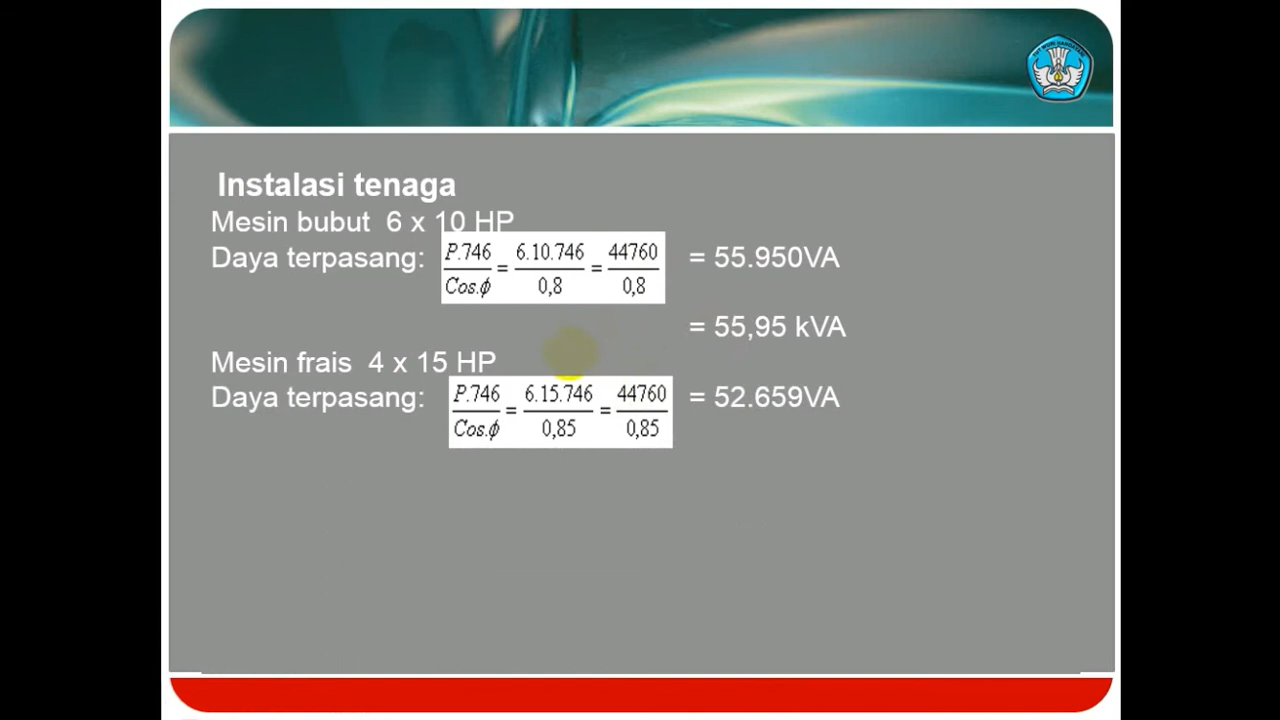 Instalasi tenaga
Mesin bubut 6 x 10 HP
Daya terpasang: P.746/Cos.ϕ = 6.10.746/0,8 = 44760/0,8 = 55.950VA
= 55,95 kVA
Mesin frais 4 x 15 HP
Daya terpasang: P.746/Cos.ϕ = 6.15.746/0,85 = 44760/0,85 = 52.659VA